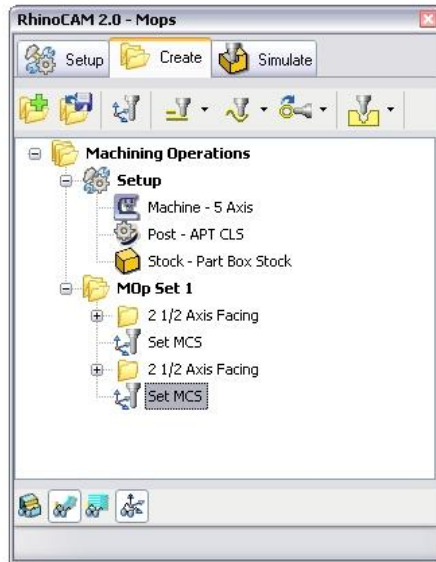 RhinoCAM 2.0 - Mops
Setup Create Simulate
Machining Operations
Setup
Machine - 5 Axis
Post - APT CLS
Stock - Part Box Stock
MOp Set 1
2 1/2 Axis Facing
Set MCS
2 1/2 Axis Facing
Set MCS